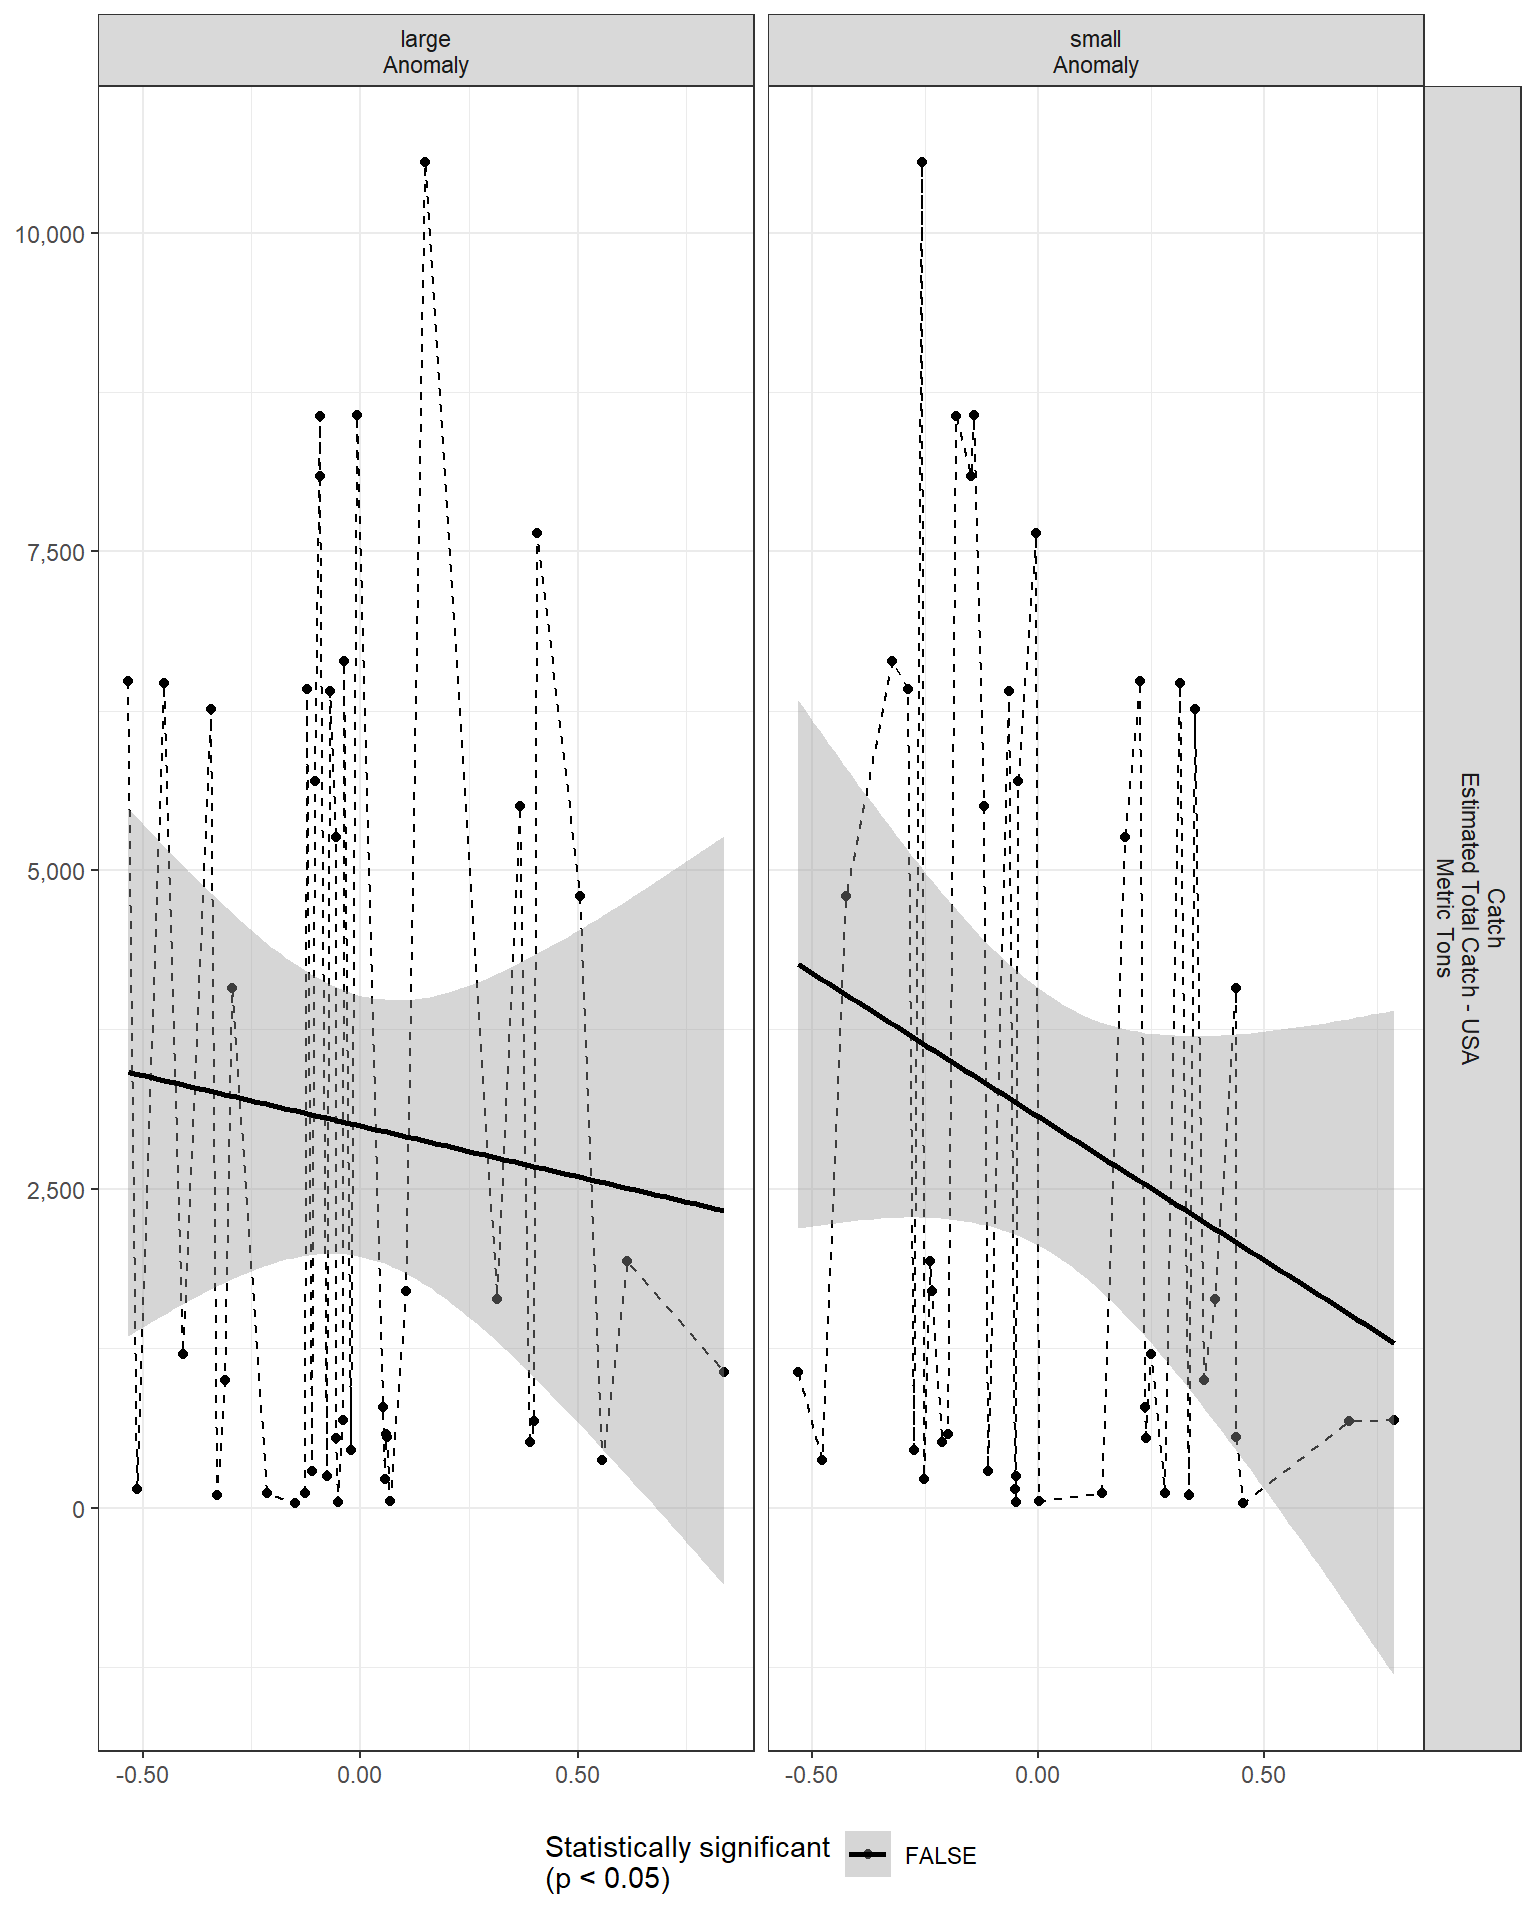 large
Anomaly
small
Anomaly
10,000
7,500
5,000
2,500
0
Catch
Estimated Total Catch - USA
Metric Tons
-0.50
0.00
0.50
-0.50
0.00
0.50
Statistically significant
(p < 0.05)
FALSE